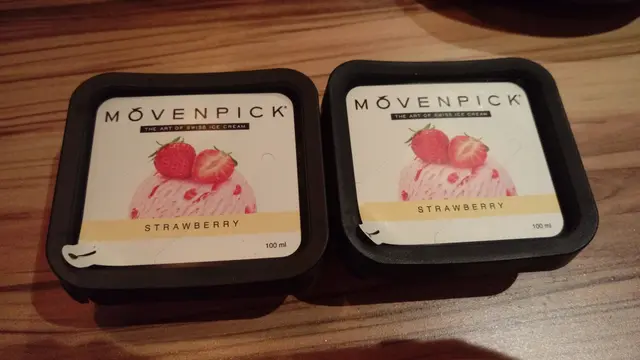 MÖVENPICK®
THE ART OF SWISS ICE CREAM
STRAWBERRY
100 ml
MÖVENPICK®
THE ART OF SWISS ICE CREAM
STRAWBERRY
100 ml